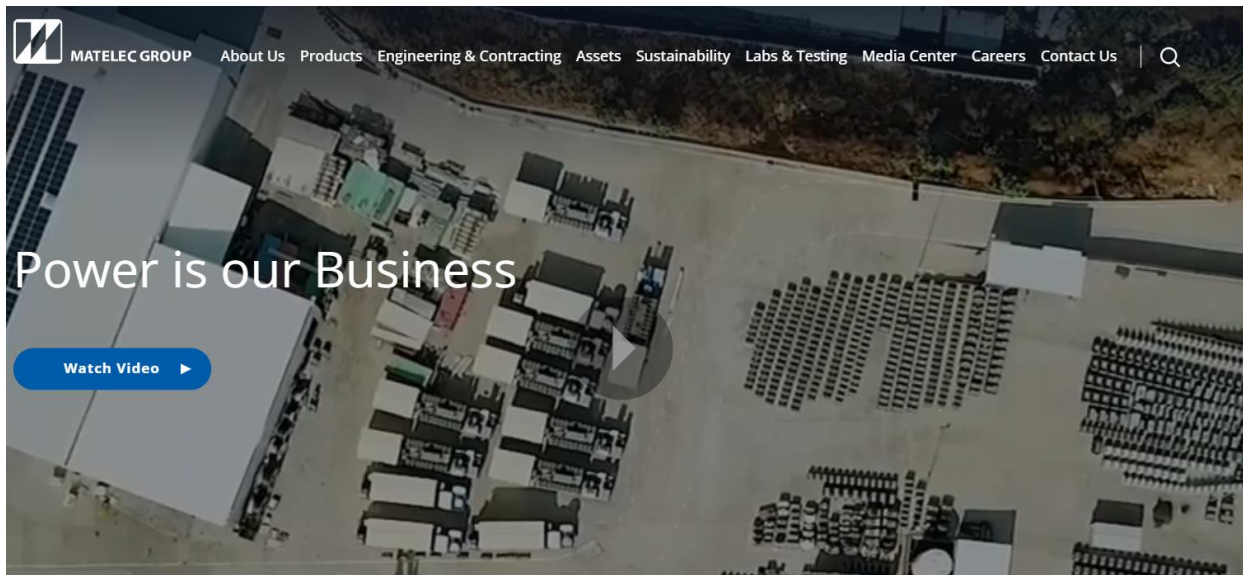 MATELEC GROUP
About Us Products Engineering & Contracting Assets Sustainability Labs & Testing Media Center Careers Contact Us
Power is our Business
Watch Video